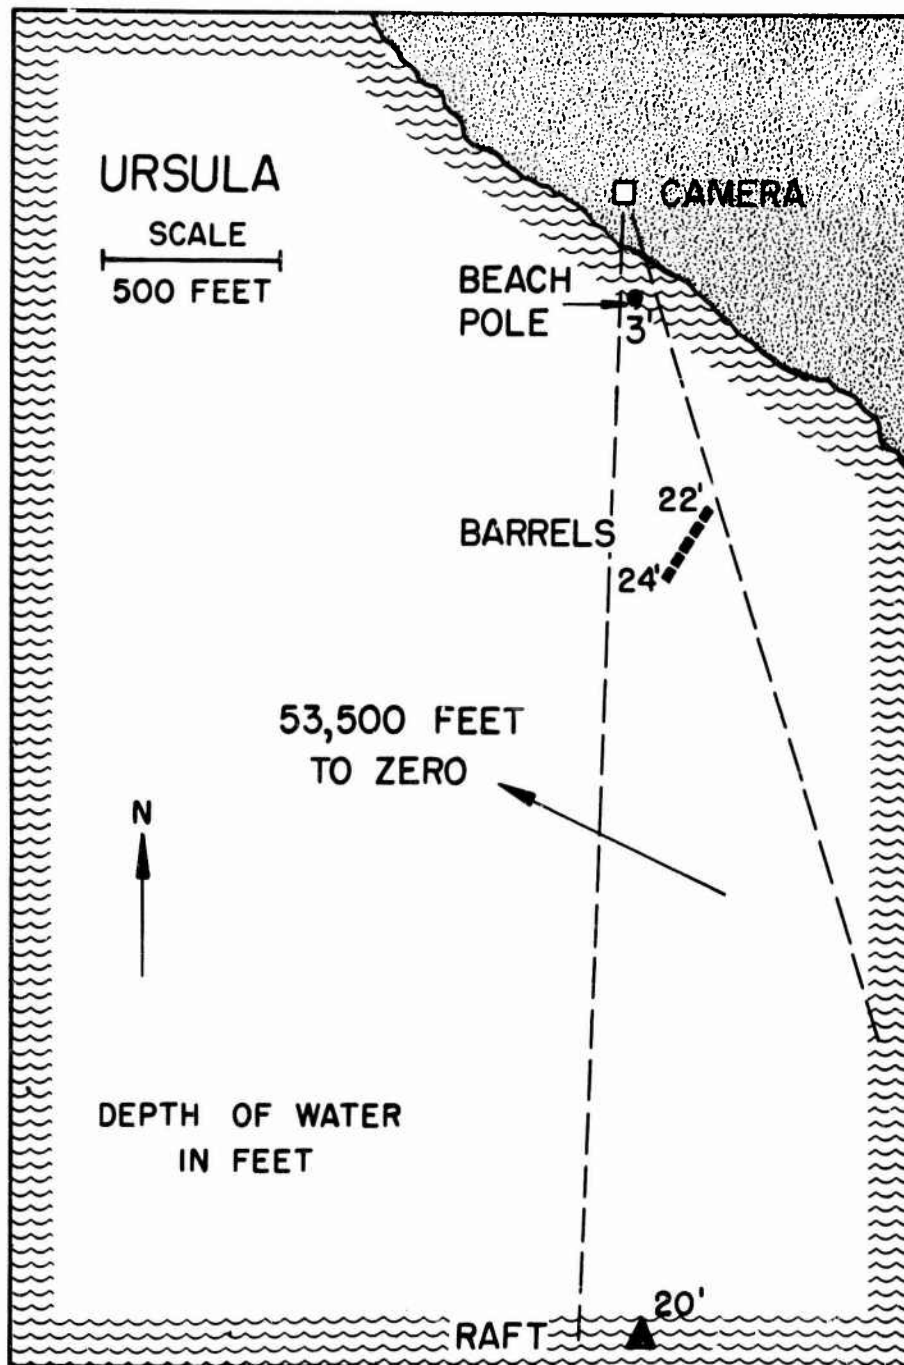 URSULA
SCALE
500 FEET
CAMERA
BEACH
POLE
3'
22'
BARRELS
24'
53,500 FEET
TO ZERO
N
DEPTH OF WATER
IN FEET
20'
RAFT